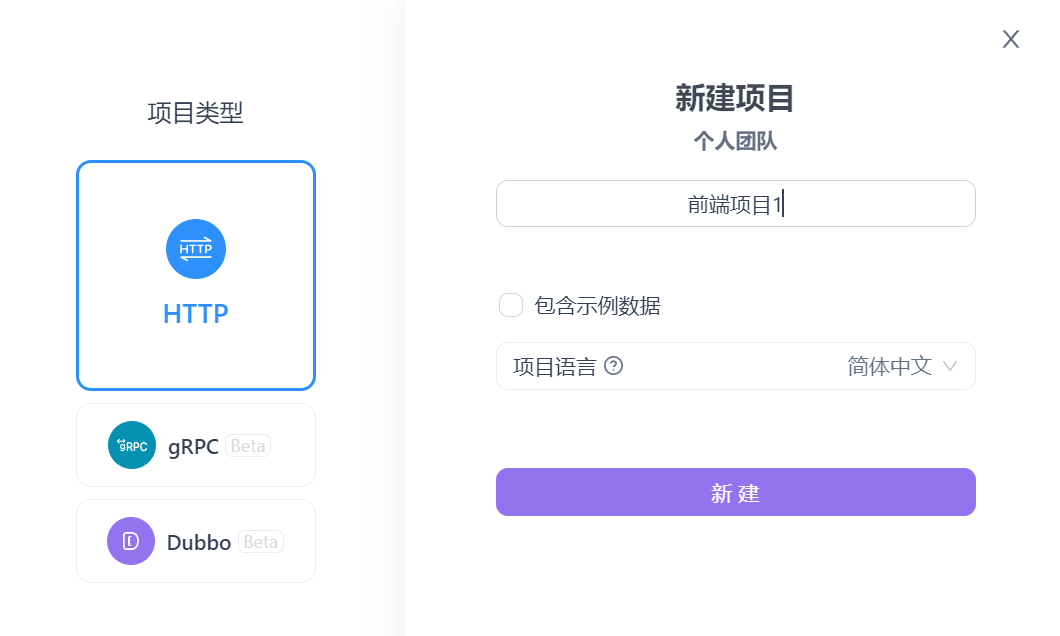 项目类型
HTTP
HTTP
gRPC
gRPC Beta
Dubbo Beta
新建项目
个人团队
前端项目1
包含示例数据
项目语言 ? 简体中文
新 建